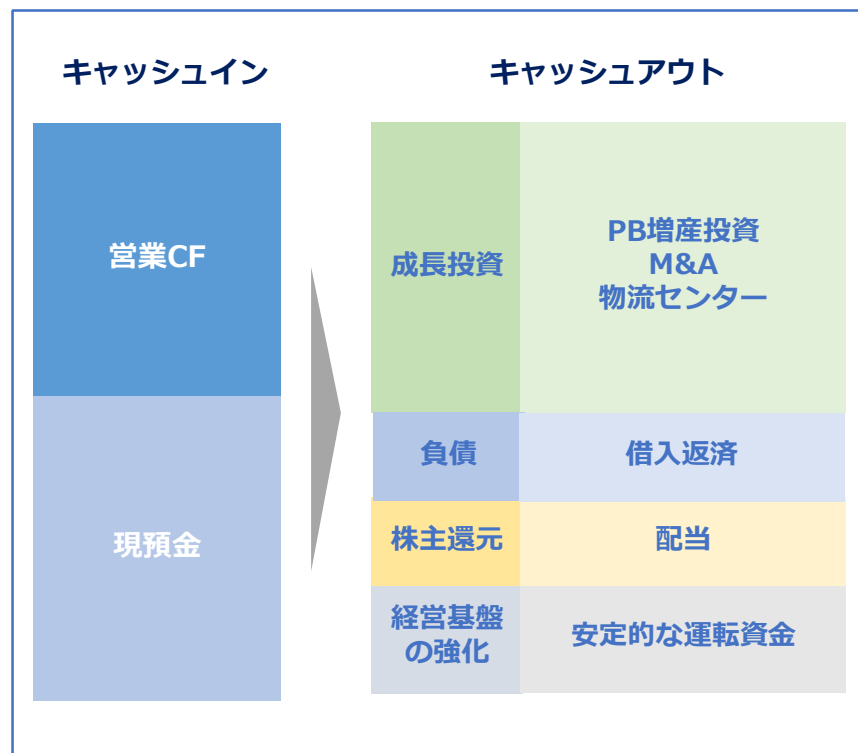 キャッシュイン
キャッシュアウト
営業CF
現預金
成長投資
PB増産投資
M&A
物流センター
負債
借入返済
株主還元
配当
経営基盤
の強化
安定的な運転資金